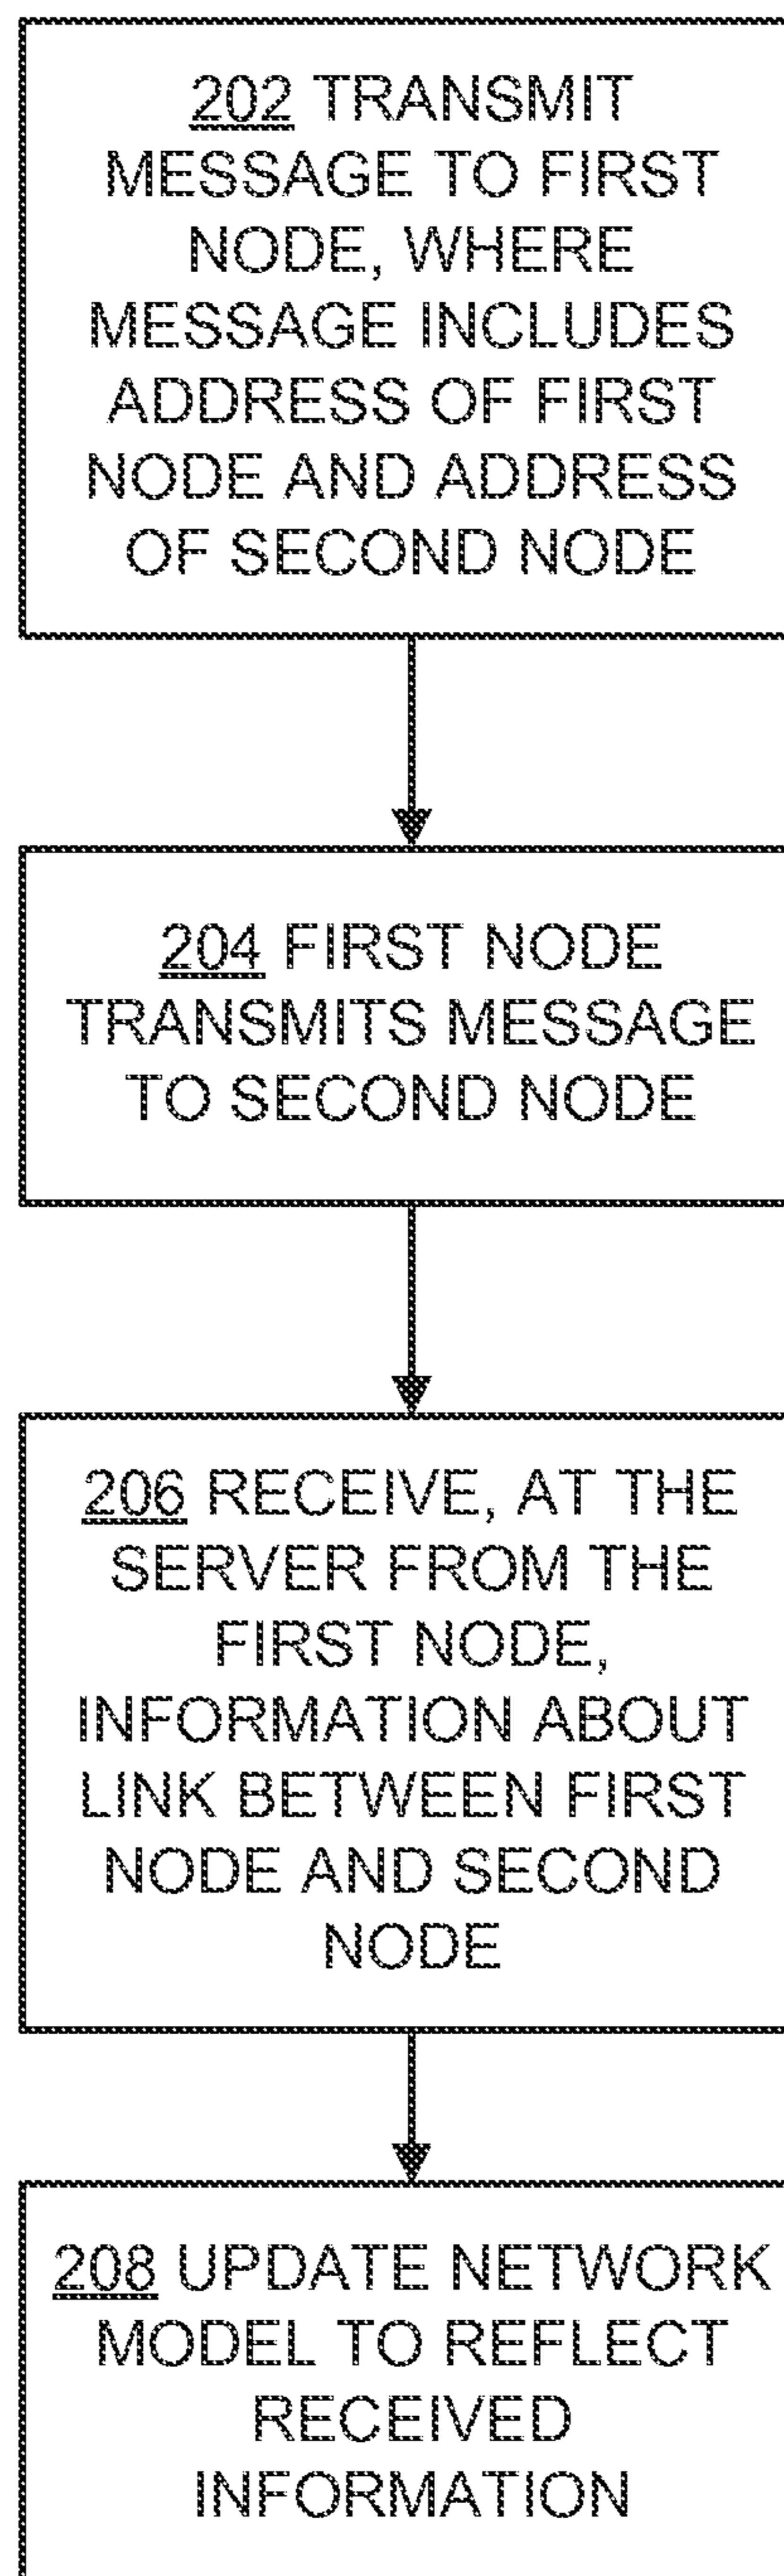 202 TRANSMIT
MESSAGE TO FIRST
NODE, WHERE
MESSAGE INCLUDES
ADDRESS OF FIRST
NODE AND ADDRESS
OF SECOND NODE
204 FIRST NODE
TRANSMITS MESSAGE
TO SECOND NODE
206 RECEIVE, AT THE
SERVER FROM THE
FIRST NODE,
INFORMATION ABOUT
LINK BETWEEN FIRST
NODE AND SECOND
NODE
208 UPDATE NETWORK
MODEL TO REFLECT
RECEIVED
INFORMATION